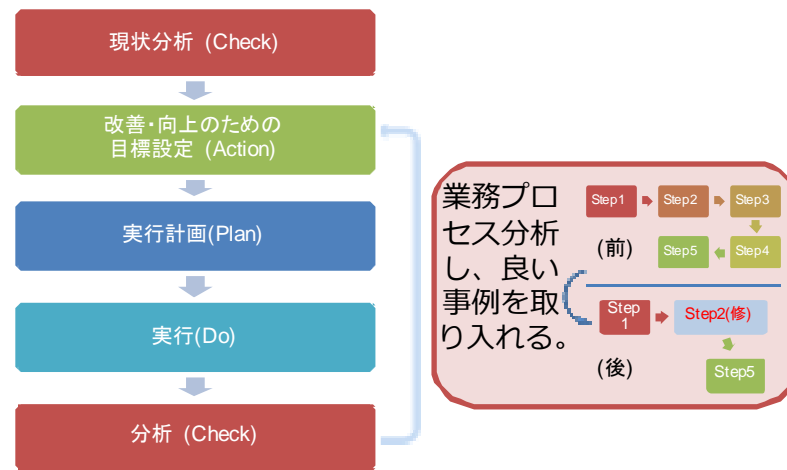 現状分析 (Check)
改善・向上のための
目標設定 (Action)
実行計画(Plan)
実行(Do)
分析 (Check)
業務プロ
セス分析
し、良い
事例を取
り入れる。
Step1
Step2
Step3
(前)
Step5
Step4
Step
1
Step2(修)
(後)
Step5